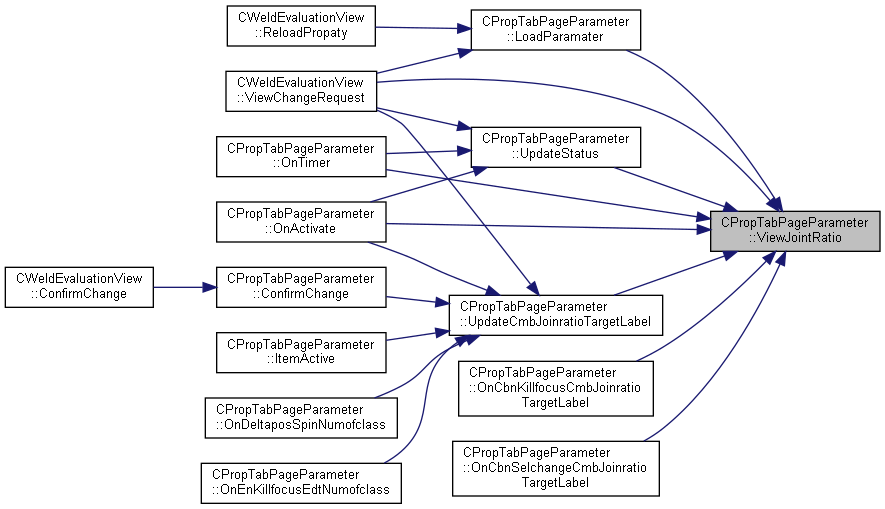 CWeldEvaluationView
::ReloadPropaty
CPropTabPageParameter
::LoadParamater
CWeldEvaluationView
::ViewChangeRequest
CPropTabPageParameter
::UpdateStatus
CPropTabPageParameter
::OnTimer
CPropTabPageParameter
::OnActivate
CPropTabPageParameter
::ViewJointRatio
CWeldEvaluationView
::ConfirmChange
CPropTabPageParameter
::ConfirmChange
CPropTabPageParameter
::UpdateCmbJoinratioTargetLabel
CPropTabPageParameter
::ItemActive
CPropTabPageParameter
::OnCbnKillfocusCmbJoinratio
TargetLabel
CPropTabPageParameter
::OnDeltaposSpinNumofclass
CPropTabPageParameter
::OnCbnSelchangeCmbJoinratio
TargetLabel
CPropTabPageParameter
::OnEnKillfocusEdtNumofclass